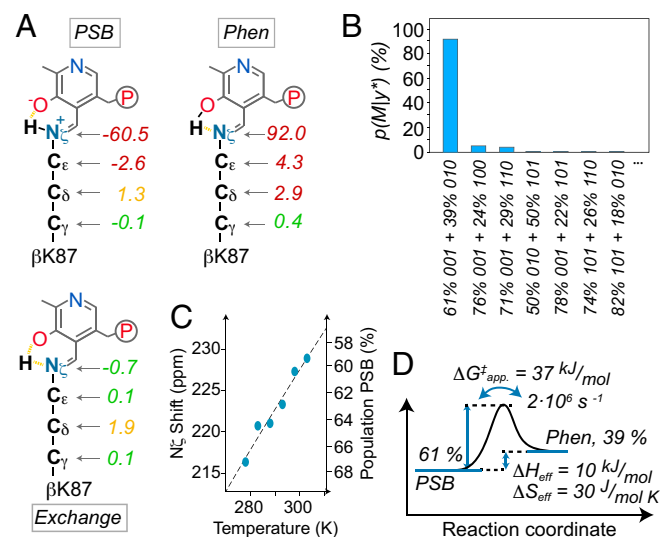 A
PSB
Phen
N
P
-
O
H
N+
ζ
-60.5
Cε
-2.6
Cδ
1.3
Cγ
-0.1
βK87
N
P
O
H
N
ζ
92.0
Cε
4.3
Cδ
2.9
Cγ
0.4
βK87
N
P
O
H
N
ζ
-0.7
Cε
0.1
Cδ
1.9
Cγ
0.1
βK87
Exchange
B
p(M|y*) (%)
100
80
60
40
20
0
...
61% 001 + 39% 010
76% 001 + 24% 100
71% 001 + 29% 110
50% 010 + 50% 101
78% 001 + 22% 101
74% 101 + 26% 110
82% 101 + 18% 010
C
Nζ Shift (ppm)
230
225
220
215
58
60
62
64
66
68
Population PSB (%)
280
300
Temperature (K)
D
ΔG‡app. = 37 kJ/mol
2·10⁶ s⁻¹
61 %
PSB
Phen, 39 %
ΔHeff = 10 kJ/mol
ΔSeff = 30 J/mol K
Reaction coordinate